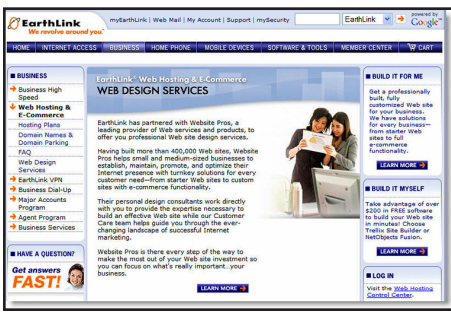 EarthLink
We revolve around you™
myEarthLink | Web Mail | My Account | Support | mySecurity
EarthLink
powered by
Google™
HOME INTERNET ACCESS BUSINESS HOME PHONE MOBILE DEVICES SOFTWARE & TOOLS MEMBER CENTER CART
BUSINESS
Business High
Speed
Web Hosting &
E-Commerce
Hosting Plans
Domain Names &
Domain Parking
FAQ
Web Design
Services
EarthLink VPN
Business Dial-Up
Major Accounts
Program
Agent Program
Business Services
HAVE A QUESTION?
Get answers
FAST!
EarthLink® Web Hosting & E-Commerce
WEB DESIGN SERVICES
EarthLink has partnered with Website Pros, a
leading provider of Web services and products, to
offer you professional Web site design services.
Having built more than 400,000 Web sites, Website
Pros helps small and medium-sized businesses to
establish, maintain, promote, and optimize their
Internet presence with turnkey solutions for every
customer need—from starter Web sites to custom
sites with e-commerce functionality.
Their personal design consultants work directly
with you to provide the expertise necessary to
build an effective Web site while our Customer
Care team helps guide you through the ever-
changing landscape of successful Internet
marketing.
Website Pros is there every step of the way to
make the most out of your Web site investment so
you can focus on what's really important...your
business.
LEARN MORE
BUILD IT FOR ME
Get a professionally
built, fully
customized Web site
for your business.
We have solutions
for every business—
from starter Web
sites to full
e-commerce
functionality.
LEARN MORE
BUILD IT MYSELF
Take advantage of over
$200 in FREE software
to build your Web site
in minutes! Choose
Trellix Site Builder or
NetObjects Fusion.
LEARN MORE
LOG IN
Visit the Web Hosting
Control Center.